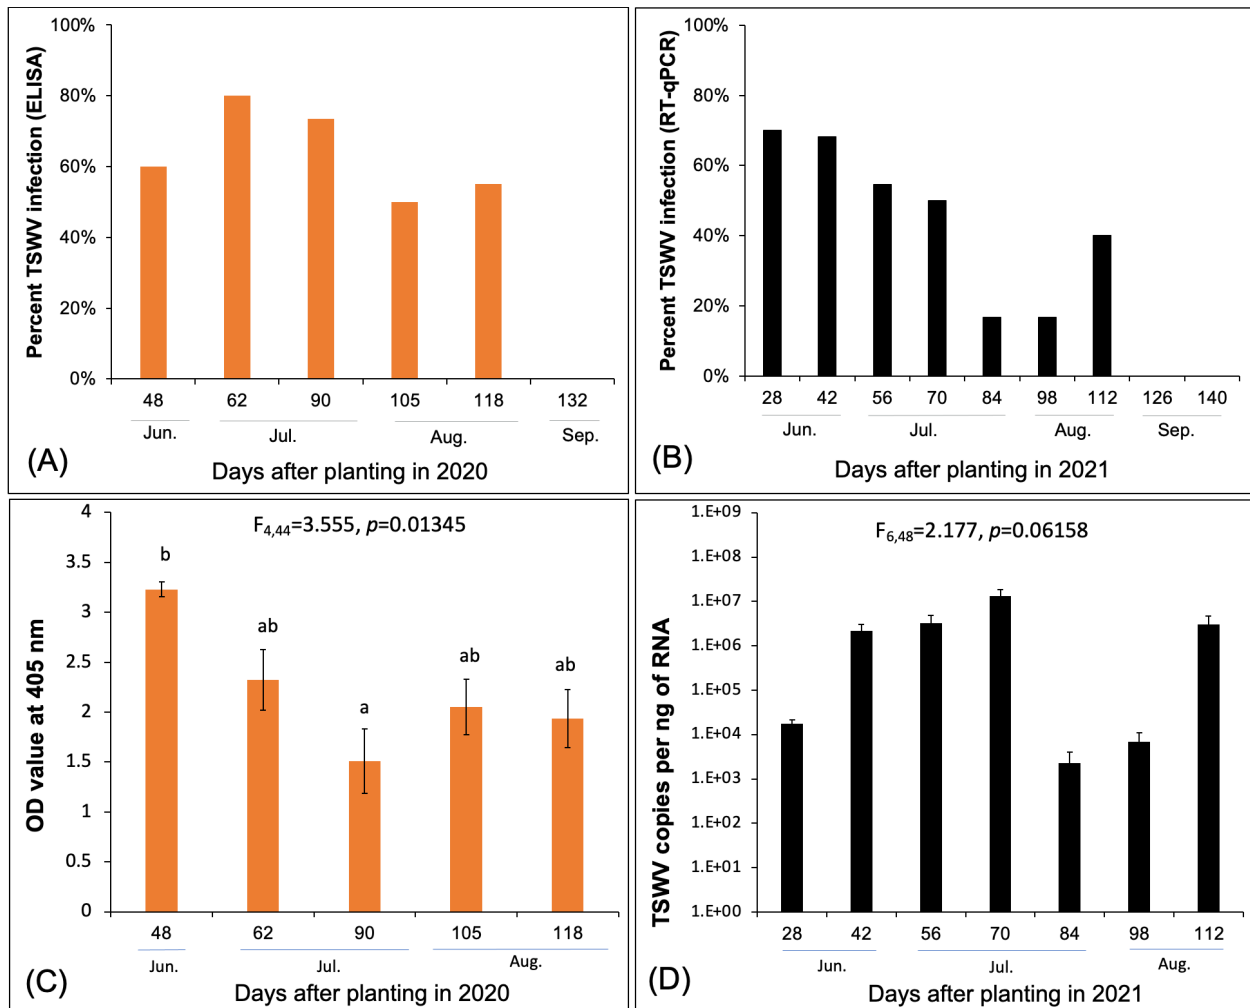 Percent TSWV infection (ELISA)
100%
80%
60%
40%
20%
0%
48 62 90 105 118 132
Jun. Jul. Aug. Sep.
(A)
Days after planting in 2020
Percent TSWV infection (RT-qPCR)
100%
80%
60%
40%
20%
0%
28 42 56 70 84 98 112 126 140
Jun. Jul. Aug. Sep.
(B)
Days after planting in 2021
OD value at 405 nm
F4,44=3.555, p=0.01345
4
3.5
3
2.5
2
1.5
1
0.5
0
b ab a ab ab
48 62 90 105 118
Jun. Jul. Aug.
(C)
Days after planting in 2020
TSWV copies per ng of RNA
F6,48=2.177, p=0.06158
1.E+09
1.E+08
1.E+07
1.E+06
1.E+05
1.E+04
1.E+03
1.E+02
1.E+01
1.E+00
28 42 56 70 84 98 112
Jun. Jul. Aug.
(D)
Days after planting in 2021